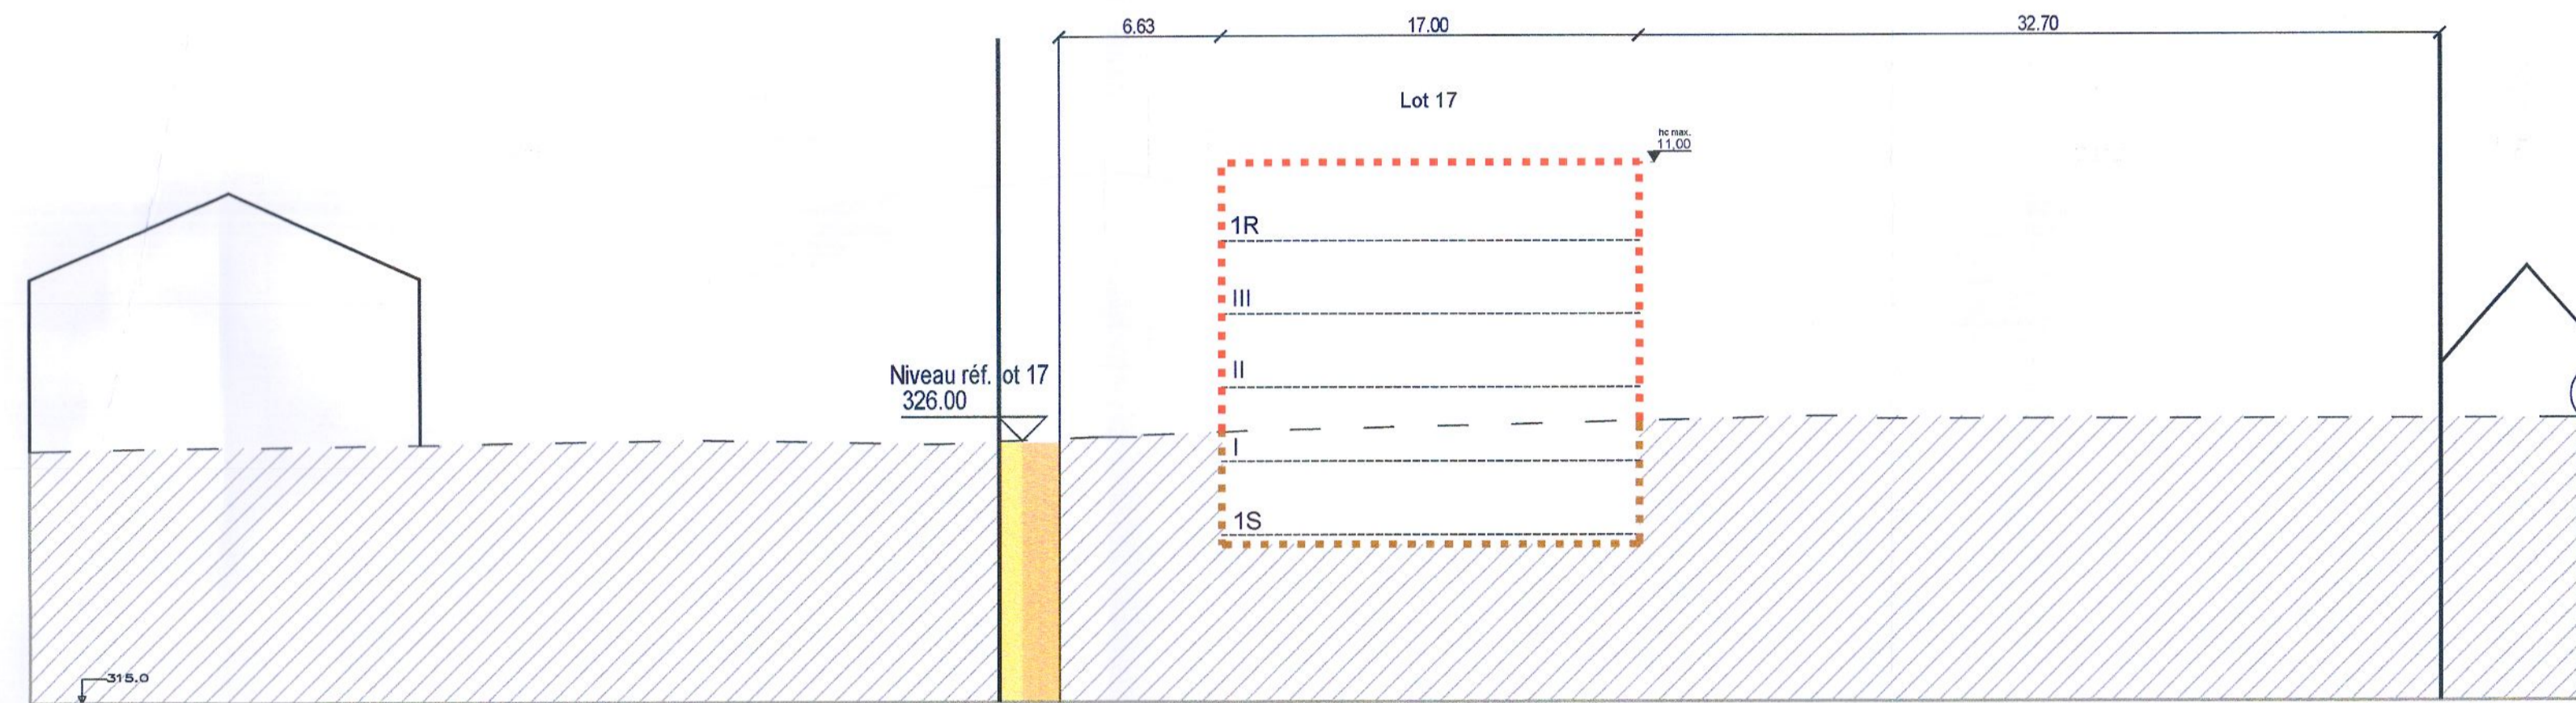 6.63
17.00
32.70
Lot 17
hc max.
11,00
1R
III
II
Niveau réf. lot 17
326.00
I
1S
315.0